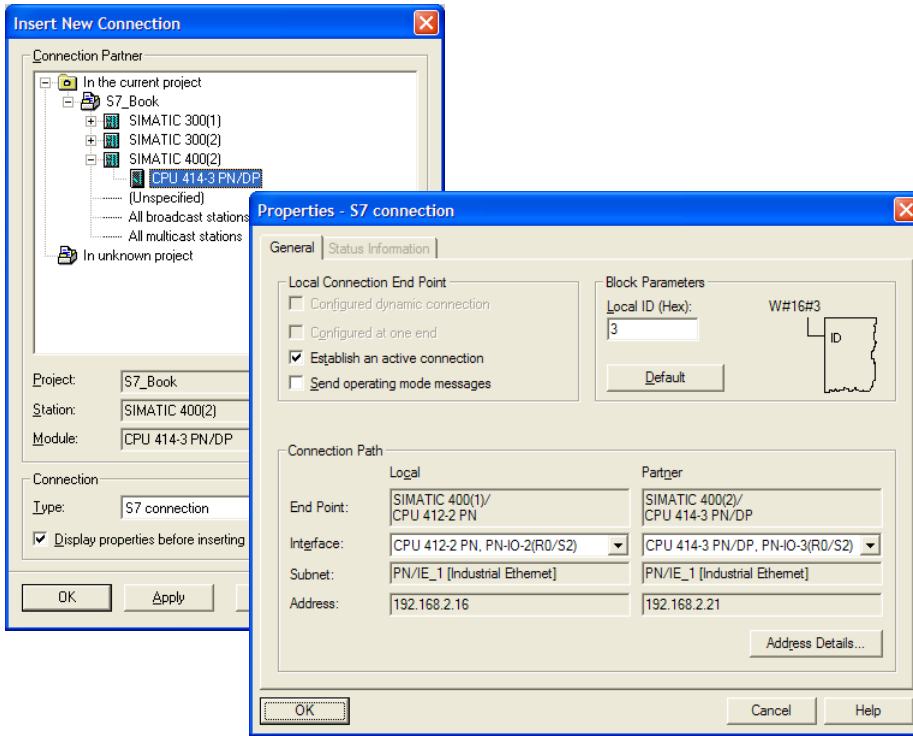 Insert New Connection
Connection Partner
In the current project
S7_Book
SIMATIC 300(1)
SIMATIC 300(2)
SIMATIC 400(2)
CPU 414-3 PN/DP
(Unspecified)
All broadcast stations
All multicast stations
In unknown project
Project: S7_Book
Station: SIMATIC 400(2)
Module: CPU 414-3 PN/DP
Connection
Type: S7 connection
Display properties before inserting
OK Apply
Properties - S7 connection
General Status Information
Local Connection End Point
Configured dynamic connection
Configured at one end
Establish an active connection
Send operating mode messages
Block Parameters
Local ID (Hex): W#16#3
3
ID
Default
Connection Path
Local Partner
End Point: SIMATIC 400(1)/ SIMATIC 400(2)/
CPU 412-2 PN CPU 414-3 PN/DP
Interface: CPU 412-2 PN, PN-IO-2(R0/S2) CPU 414-3 PN/DP, PN-IO-3(R0/S2)
Subnet: PN/IE_1 [Industrial Ethernet] PN/IE_1 [Industrial Ethernet]
Address: 192.168.2.16 192.168.2.21
Address Details...
OK Cancel Help